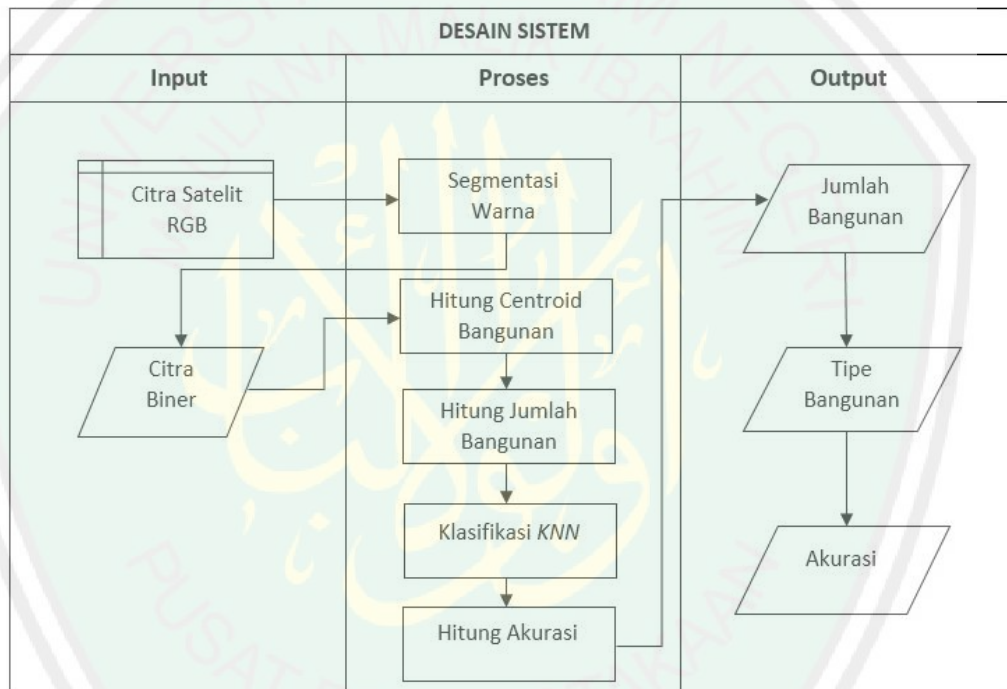 DESAIN SISTEM
Input
Proses
Output
Citra Satelit
RGB
Segmentasi
Warna
Jumlah
Bangunan
Hitung Centroid
Bangunan
Citra
Biner
Tipe
Bangunan
Hitung Jumlah
Bangunan
Klasifikasi KNN
Akurasi
Hitung Akurasi